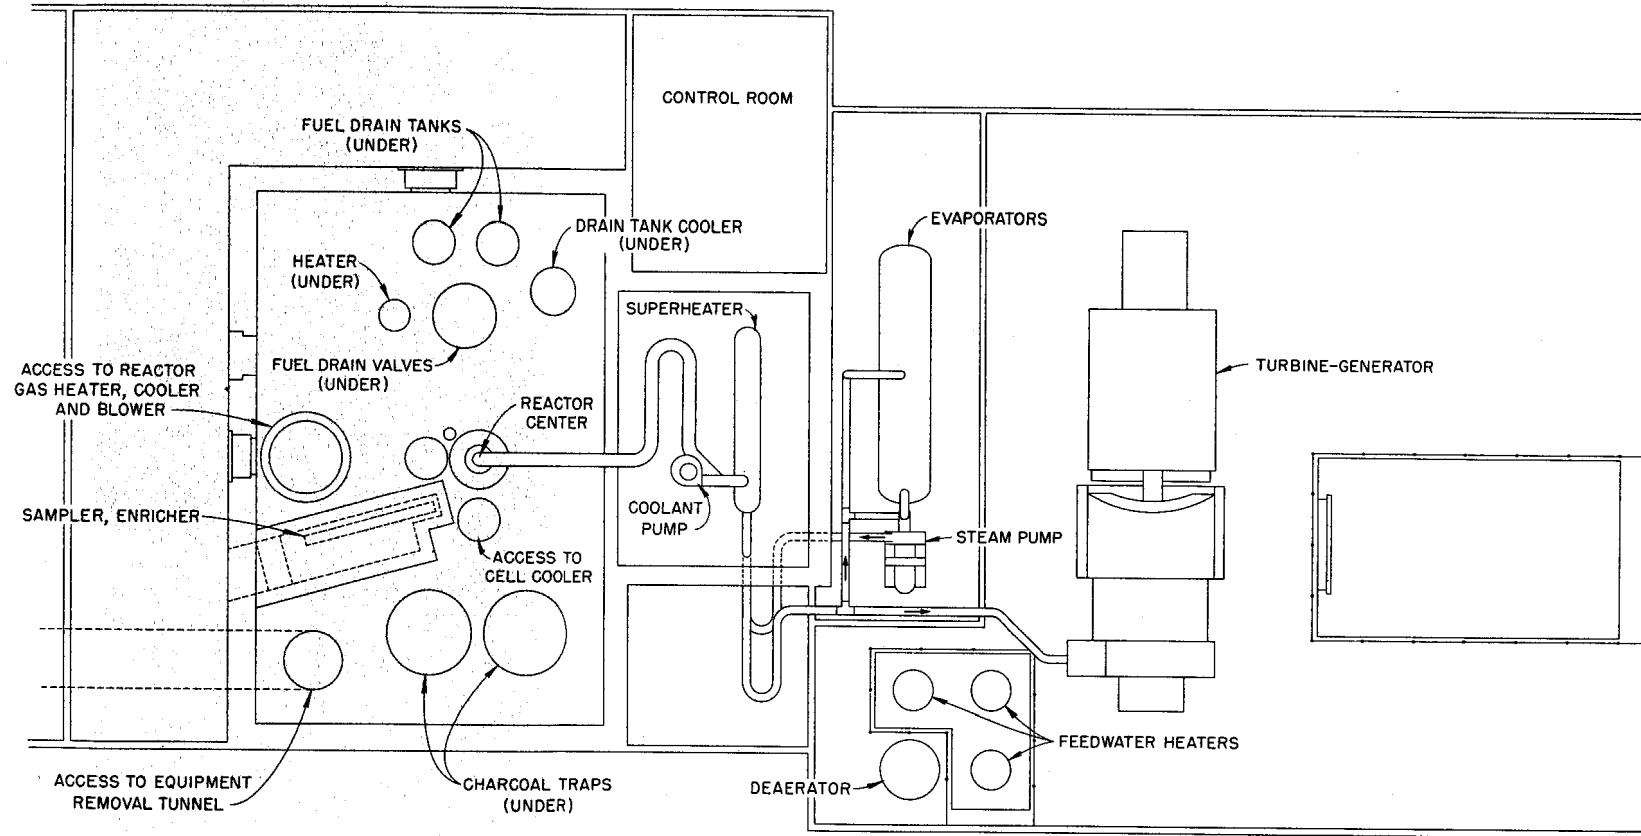 CONTROL ROOM
FUEL DRAIN TANKS
(UNDER)
DRAIN TANK COOLER
(UNDER)
EVAPORATORS
HEATER
(UNDER)
SUPERHEATER
FUEL DRAIN VALVES
(UNDER)
TURBINE-GENERATOR
ACCESS TO REACTOR
GAS HEATER, COOLER
AND BLOWER
REACTOR
CENTER
SAMPLER, ENRICHER
COOLANT
PUMP
STEAM PUMP
ACCESS TO
CELL COOLER
FEEDWATER HEATERS
ACCESS TO EQUIPMENT
REMOVAL TUNNEL
CHARCOAL TRAPS
(UNDER)
DEAERATOR